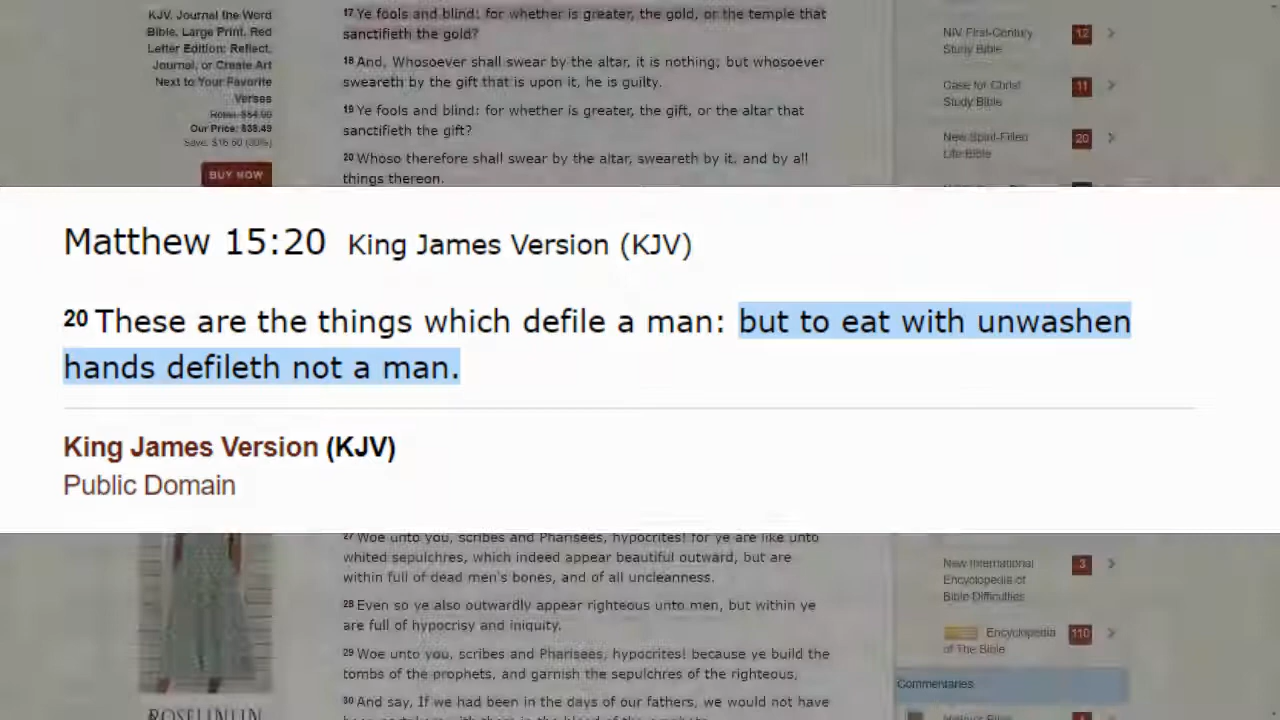 KJV, Journal the Word
Bible, Large Print, Red
Letter Edition: Reflect,
Journal, or Create Art
Next to Your Favorite
Verses
Retail: $54.99
Our Price: $38.49
Save: $16.50 (30%)
BUY NOW
17 Ye fools and blind: for whether is greater, the gold, or the temple that
sanctifieth the gold?
18 And, Whosoever shall swear by the altar, it is nothing; but whosoever
sweareth by the gift that is upon it, he is guilty.
19 Ye fools and blind: for whether is greater, the gift, or the altar that
sanctifieth the gift?
20 Whoso therefore shall swear by the altar, sweareth by it, and by all
things thereon.
NIV First-Century
Study Bible
12
Case for Christ
Study Bible
11
New Spirit-Filled
Life Bible
20
Matthew 15:20 King James Version (KJV)
20 These are the things which defile a man: but to eat with unwashen
hands defileth not a man.
King James Version (KJV)
Public Domain
27 Woe unto you, scribes and Pharisees, hypocrites! for ye are like unto
whited sepulchres, which indeed appear beautiful outward, but are
within full of dead men's bones, and of all uncleanness.
28 Even so ye also outwardly appear righteous unto men, but within ye
are full of hypocrisy and iniquity.
29 Woe unto you, scribes and Pharisees, hypocrites! because ye build the
tombs of the prophets, and garnish the sepulchres of the righteous,
30 And say, If we had been in the days of our fathers, we would not have
New International
Encyclopedia of
Bible Difficulties
3
Encyclopedia
of The Bible
110
Commentaries